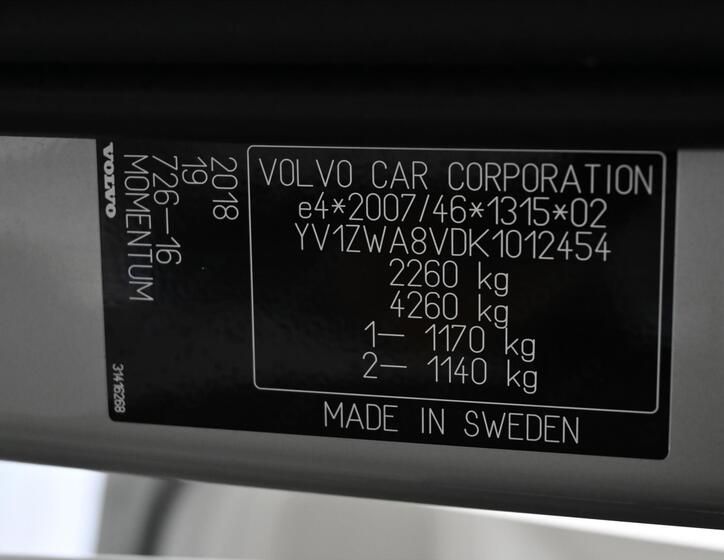 VOLVO
2018
19
726-16
MOMENTUM
31416268
VOLVO CAR CORPORATION
e4*2007/46*1315*02
YV1ZWA8VDK1012454
2260 kg
4260 kg
1- 1170 kg
2- 1140 kg
MADE IN SWEDEN